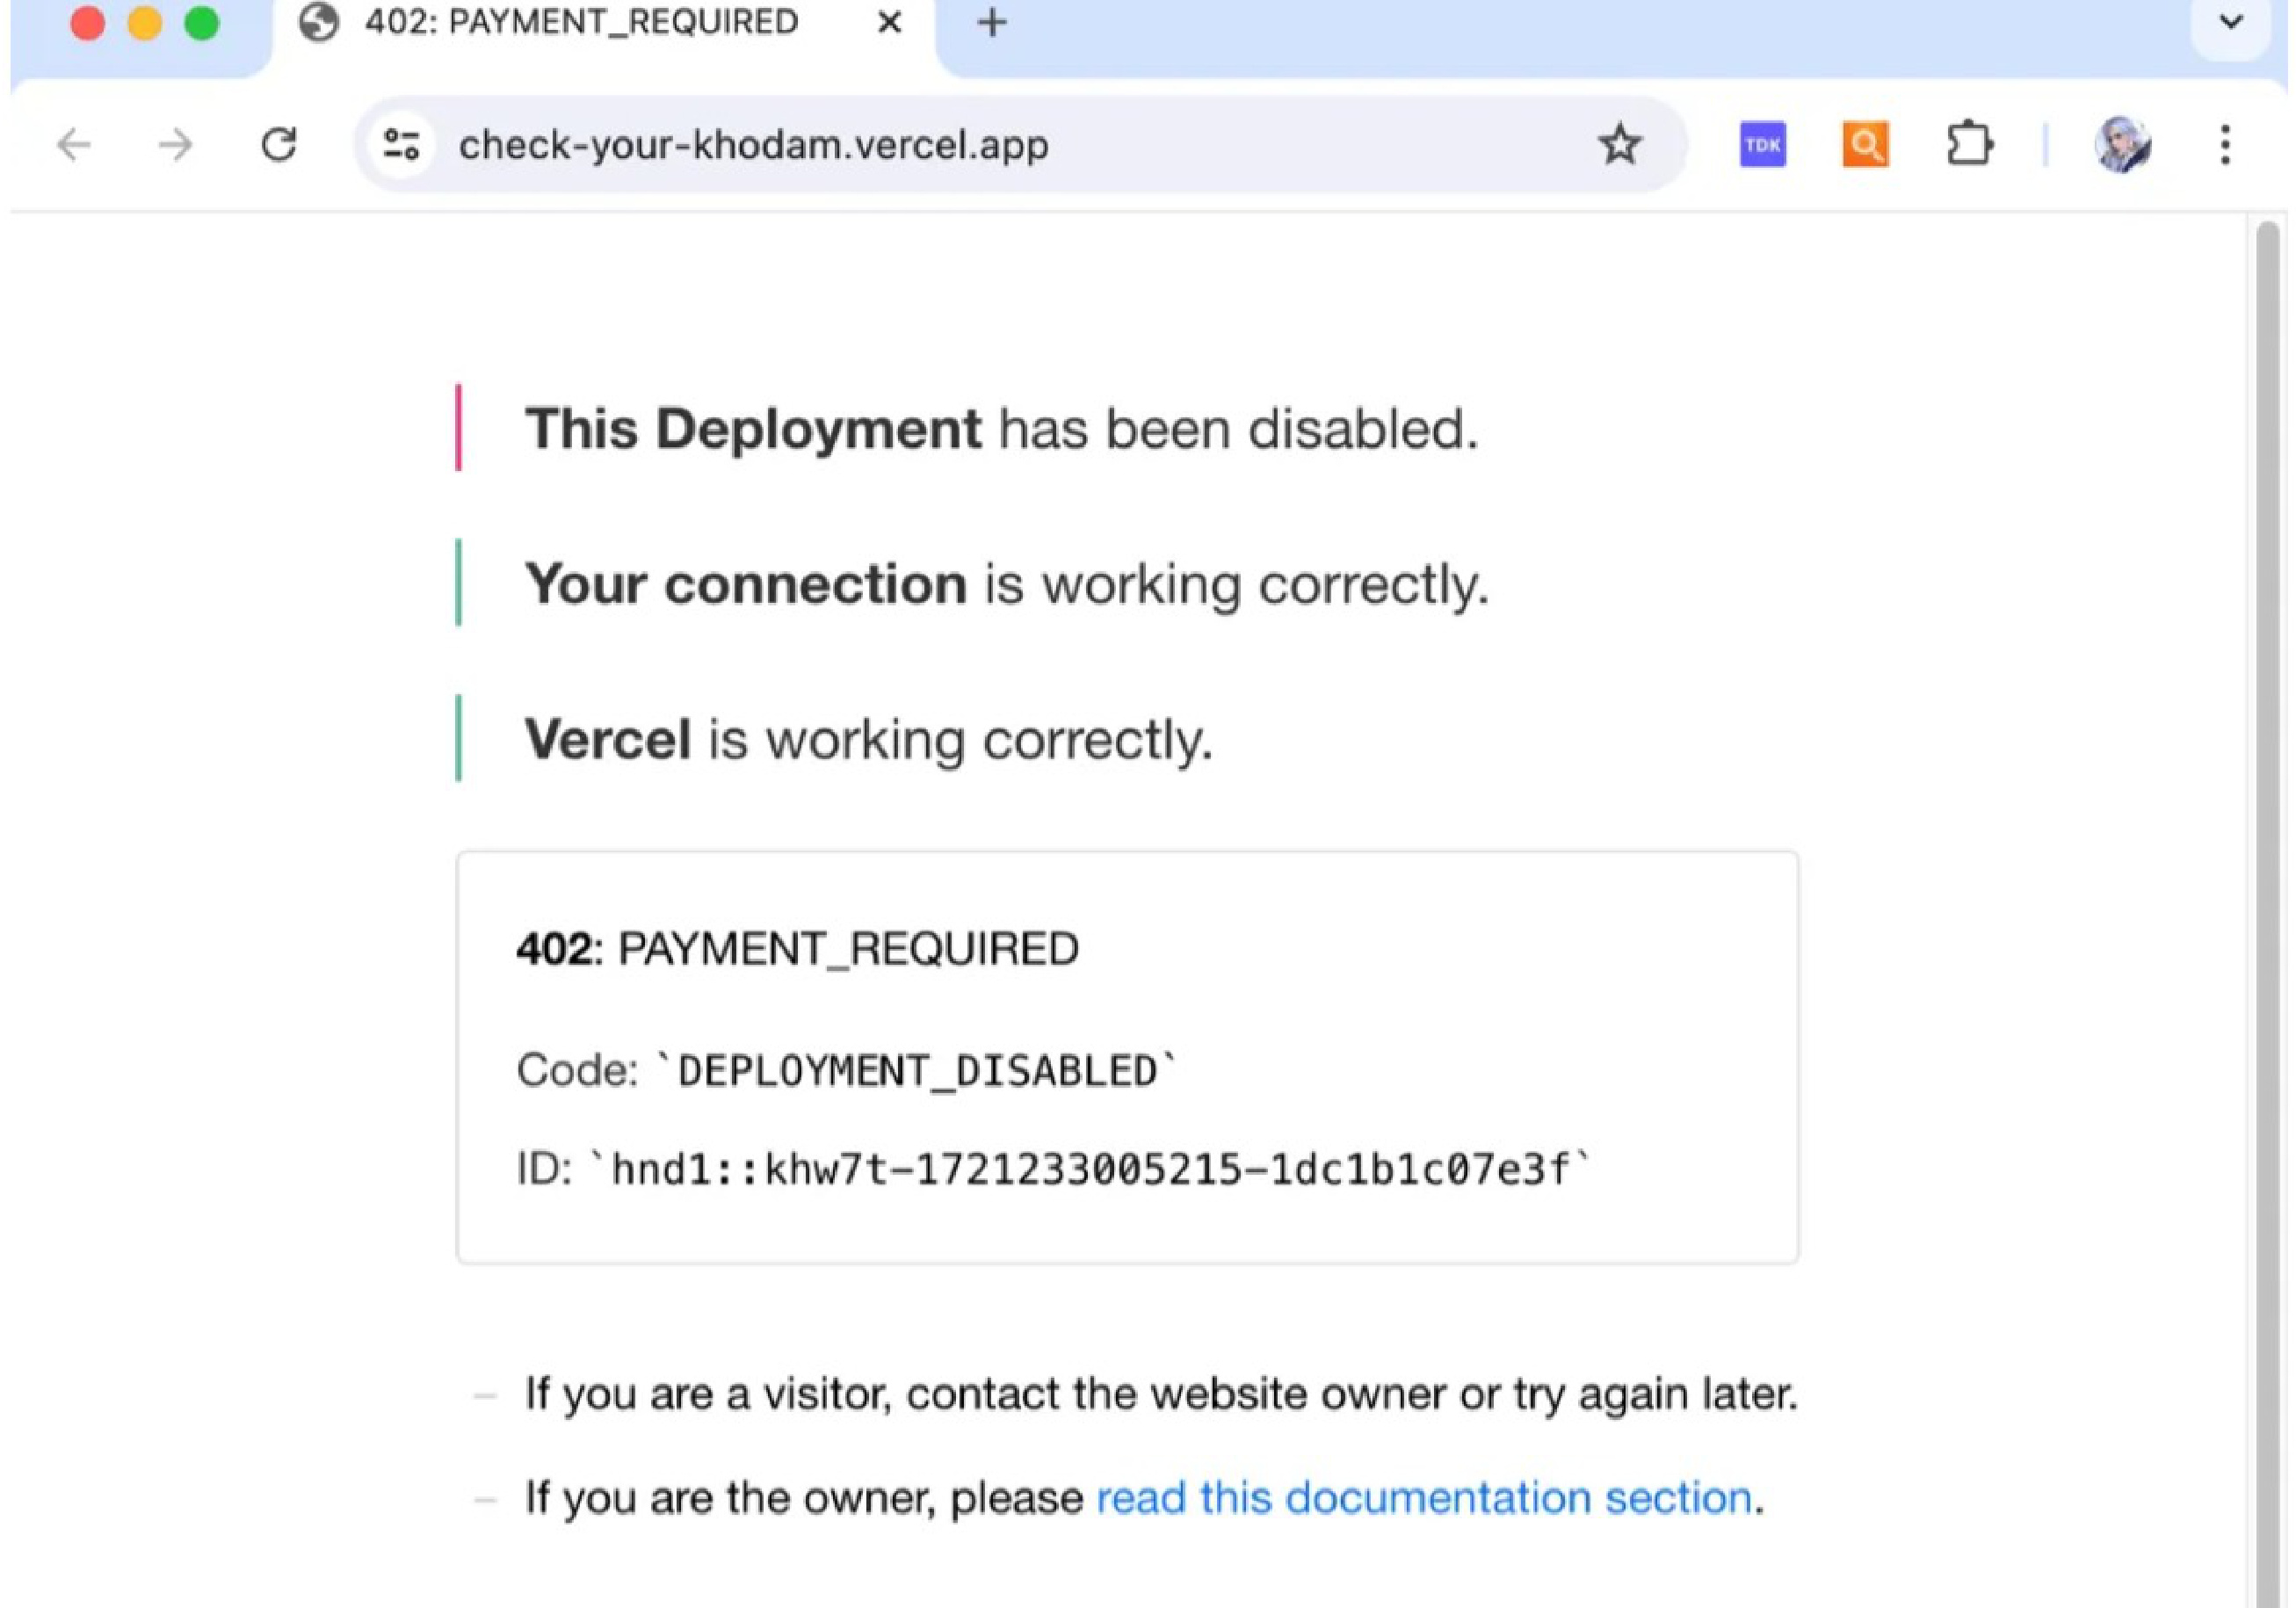 402: PAYMENT_REQUIRED
check-your-khodam.vercel.app
TDK
This Deployment has been disabled.
Your connection is working correctly.
Vercel is working correctly.
402: PAYMENT_REQUIRED
Code: `DEPLOYMENT_DISABLED`
ID: `hnd1::khw7t-1721233005215-1dc1b1c07e3f`
– If you are a visitor, contact the website owner or try again later.
– If you are the owner, please read this documentation section.